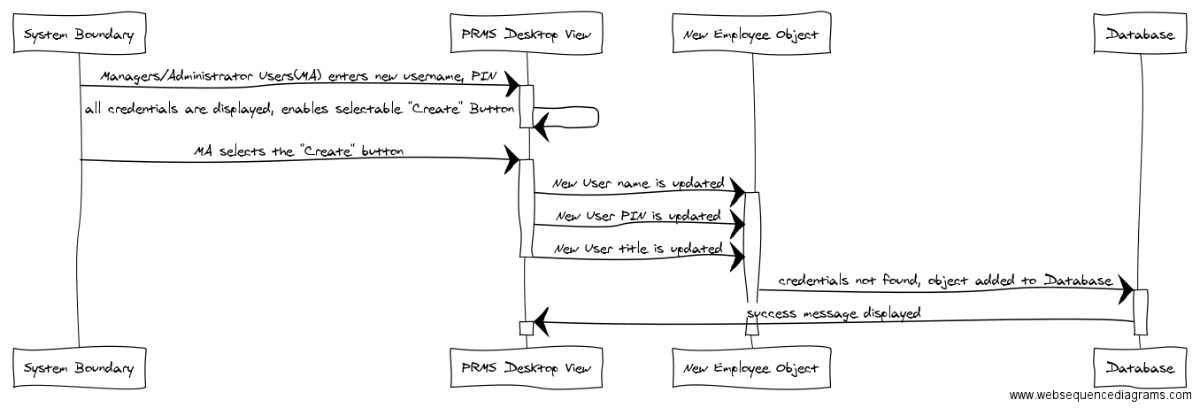 System Boundary
PRMS Desktop View
New Employee Object
Database
Managers/Administrator Users(MA) enters new username, PIN
all credentials are displayed, enables selectable "Create" Button
MA selects the "Create" button
New User name is updated
New User PIN is updated
New User title is updated
credentials not found, object added to Database
success message displayed
System Boundary
PRMS Desktop View
New Employee Object
Database
www.websequencediagrams.com